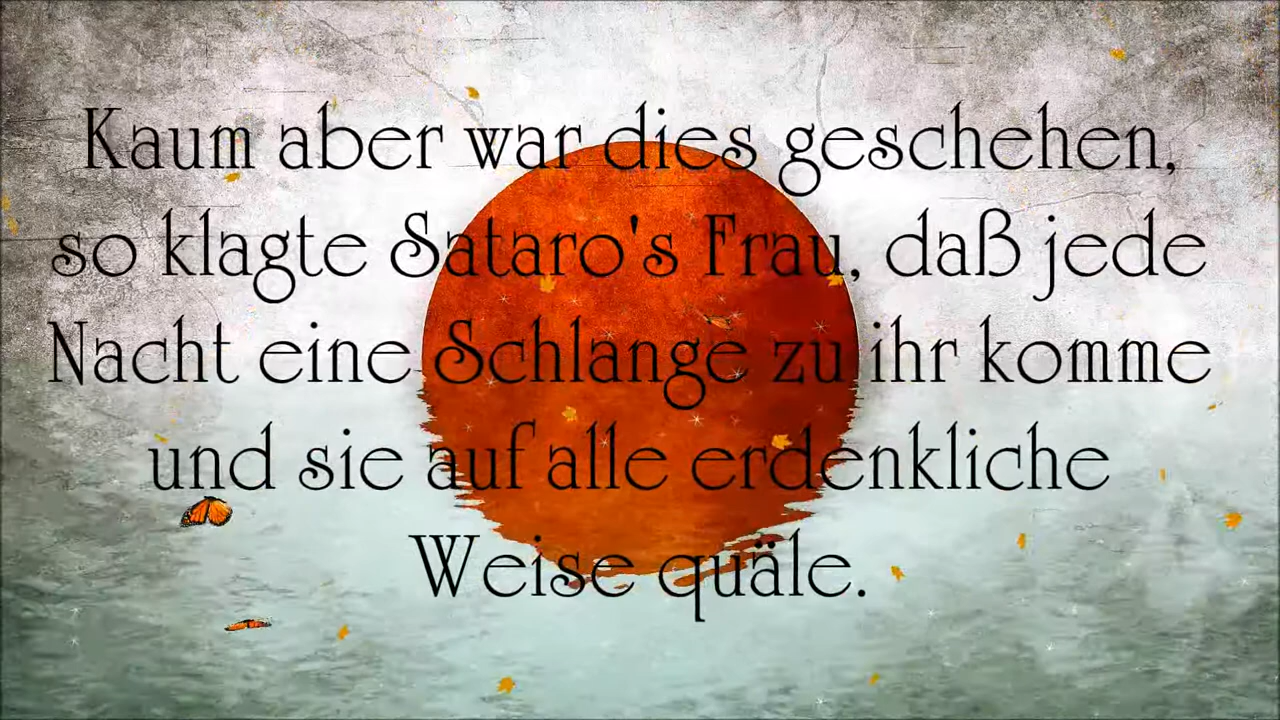 Kaum aber war dies geschehen,
so klagte Sataro's Frau, daß jede
Nacht eine Schlange zu ihr komme
und sie auf alle erdenkliche
Weise quäle.